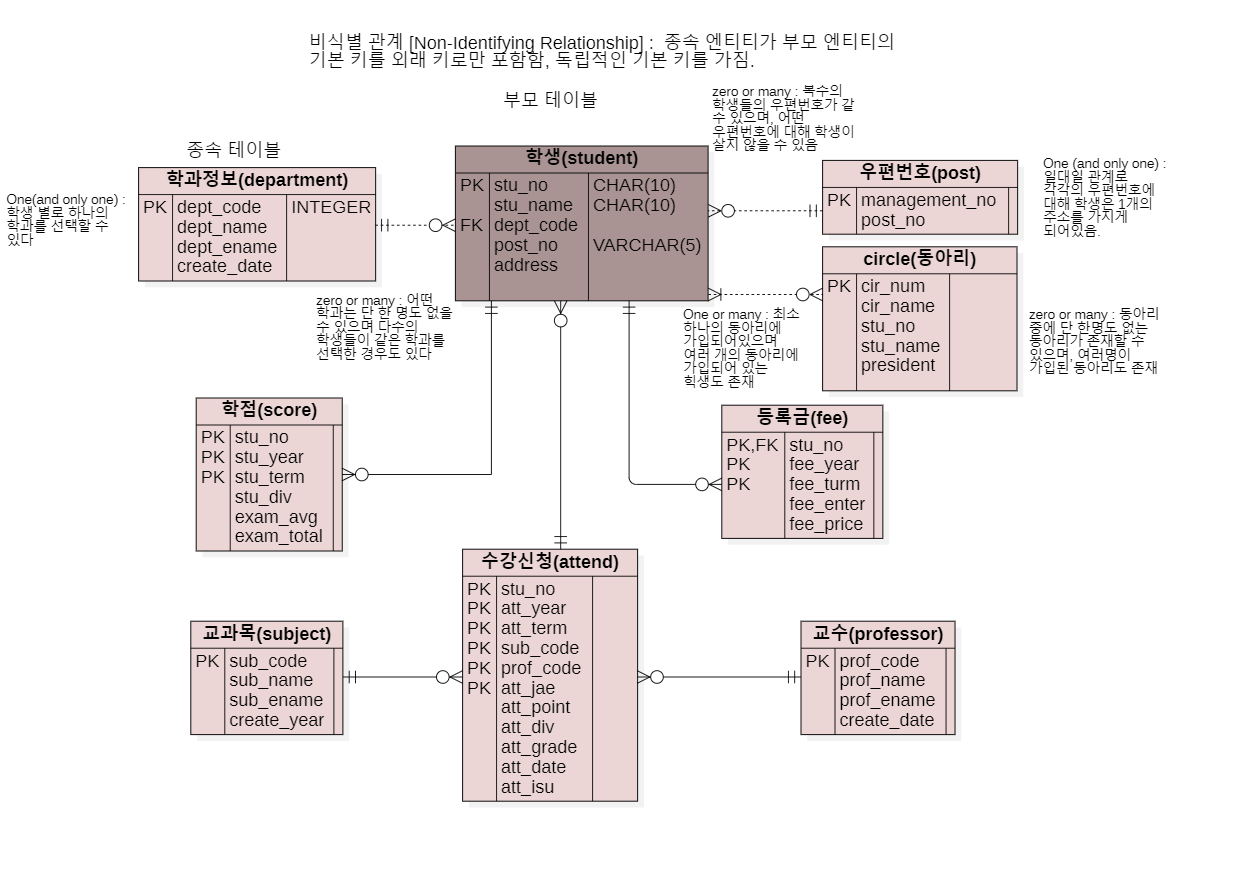 비식별 관계 [Non-Identifying Relationship] : 종속 엔티티가 부모 엔티티의
기본 키를 외래 키로만 포함함, 독립적인 기본 키를 가짐.
부모 테이블
zero or many : 복수의
학생들의 우편번호가 같
수 있으며, 어떤
우편번호에 대해 학생이
살지 않을 수 있음
종속 테이블
학과정보(department)
PK dept_code INTEGER
dept_name
dept_ename
create_date
One(and only one) :
학생 별로 하나의
학과를 선택할 수
있다
학생(student)
PK stu_no CHAR(10)
stu_name CHAR(10)
FK dept_code
post_no VARCHAR(5)
address
우편번호(post)
PK management_no
post_no
One (and only one) :
일대일 관계로
각각의 우편번호에
대해 학생은 1개의
주소를 가지게
되어있음.
circle(동아리)
PK cir_num
cir_name
stu_no
stu_name
president
zero or many : 어떤
학과는 단 한 명도 없을
수 있으며 다수의
학생들이 같은 학과를
선택한 경우도 있다
One or many : 최소
하나의 동아리에
가입되어있으며
여러 개의 동아리에
가입되어 있는
힉생도 존재
zero or many : 동아리
중에 단 한명도 없는
동아리가 존재할 수
있으며, 여러명이
가입된 동아리도 존재
학점(score)
PK stu_no
PK stu_year
PK stu_term
stu_div
exam_avg
exam_total
등록금(fee)
PK,FK stu_no
PK fee_year
PK fee_turm
fee_enter
fee_price
수강신청(attend)
PK stu_no
PK att_year
PK att_term
PK sub_code
PK prof_code
PK att_jae
att_point
att_div
att_grade
att_date
att_isu
교과목(subject)
PK sub_code
sub_name
sub_ename
create_year
교수(professor)
PK prof_code
prof_name
prof_ename
create_date